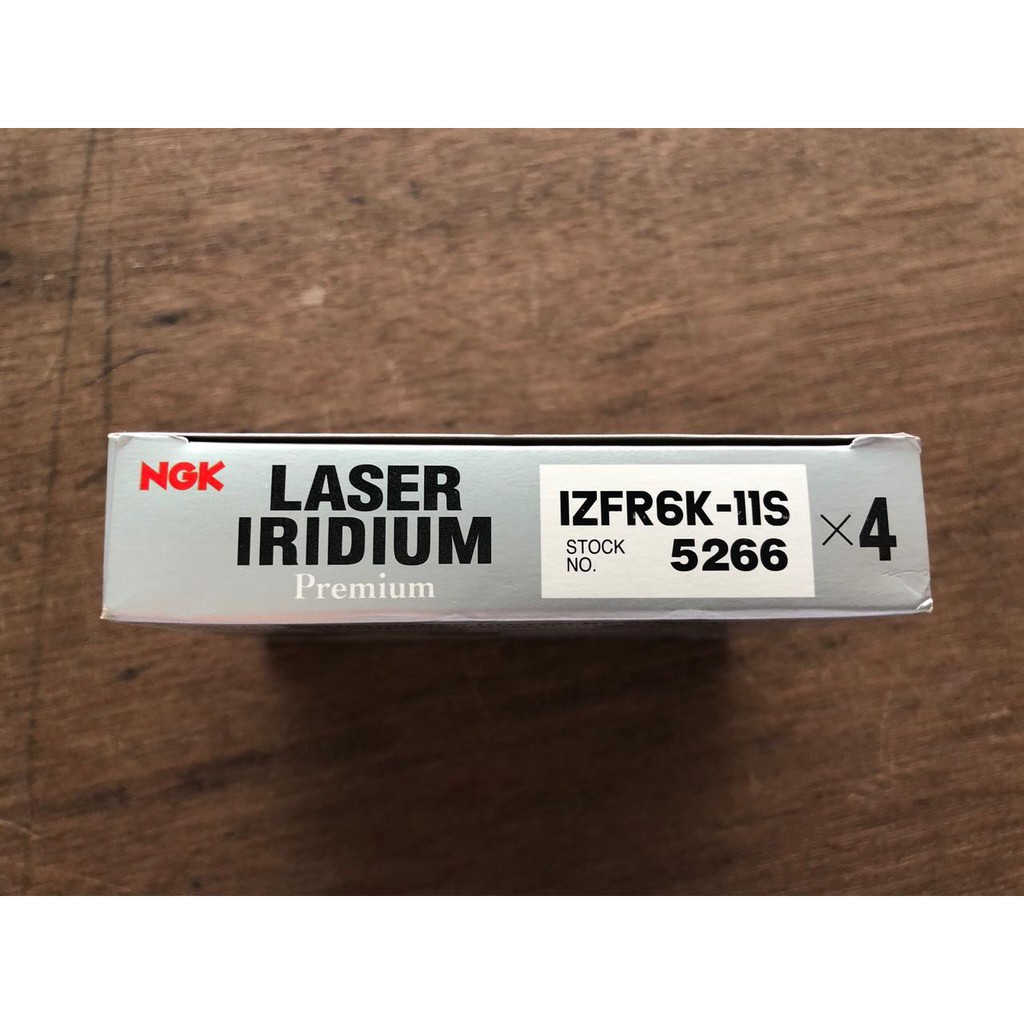 NGK
LASER
IRIDIUM
Premium
IZFR6K-11S
STOCK
NO.
5266
×4